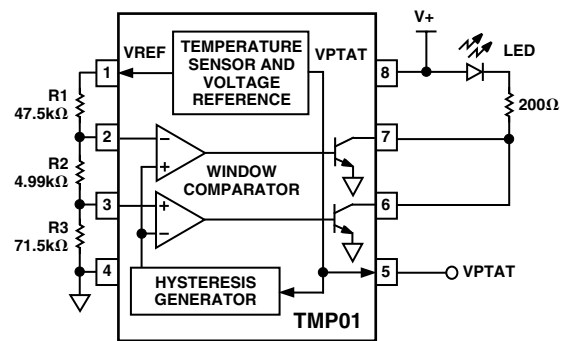 V+
VREF
TEMPERATURE
SENSOR AND
VOLTAGE
REFERENCE
VPTAT
LED
1
8
R1
47.5kΩ
200Ω
2
7
R2
4.99kΩ
WINDOW
COMPARATOR
3
6
R3
71.5kΩ
4
5
VPTAT
HYSTERESIS
GENERATOR
TMP01